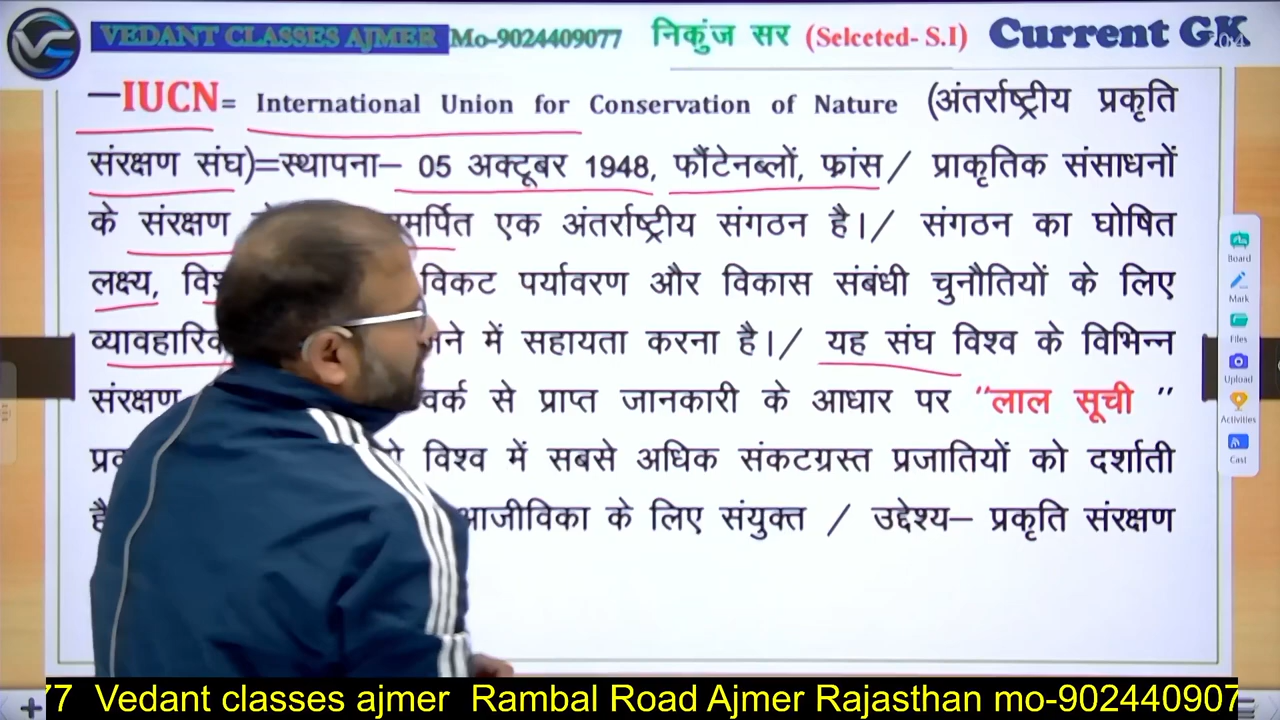 VC
VEDANT CLASSES AJMER Mo-9024409077 निकुंज सर (Selceted- S.I) Current GK
—IUCN= International Union for Conservation of Nature (अंतर्राष्ट्रीय प्रकृति
संरक्षण संघ)=स्थापना— 05 अक्टूबर 1948, फौंटेनब्लों, फ्रांस/ प्राकृतिक संसाधनों
के संरक्षण मर्पित एक अंतर्राष्ट्रीय संगठन है।/ संगठन का घोषित
लक्ष्य, विकट पर्यावरण और विकास संबंधी चुनौतियों के लिए
में सहायता करना है।/ यह संघ विश्व के विभिन्न
संरक्षण से प्राप्त जानकारी के आधार पर "लाल सूची "
विश्व में सबसे अधिक संकटग्रस्त प्रजातियों को दर्शाती
आजीविका के लिए संयुक्त / उद्देश्य— प्रकृति संरक्षण
Board
Mark
Files
Upload
Activities
Cast
77 Vedant classes ajmer Rambal Road Ajmer Rajasthan mo-902440907